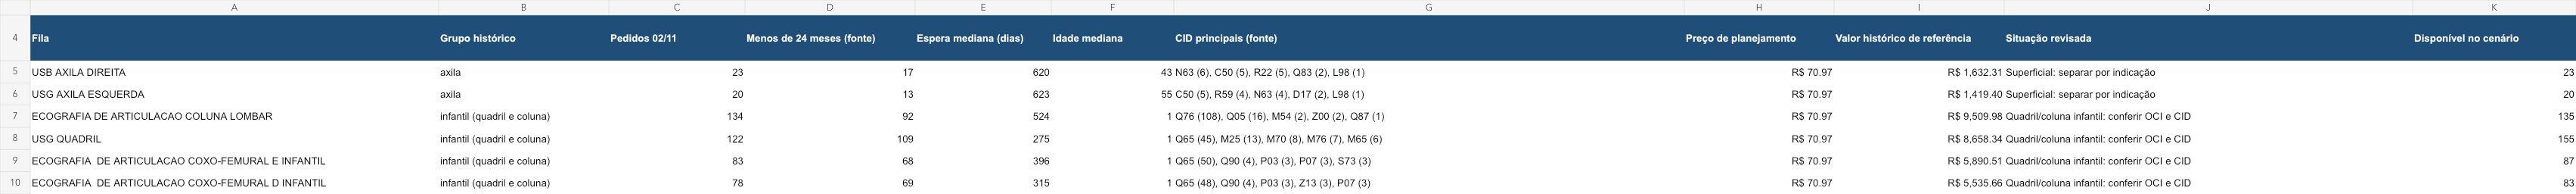 A B C D E F G H I J K
4 Fila Grupo histórico Pedidos 02/11 Menos de 24 meses (fonte) Espera mediana (dias) Idade mediana CID principais (fonte) Preço de planejamento Valor histórico de referência Situação revisada Disponível no cenário
5 USB AXILA DIREITA axila 23 17 620 43 N63 (6), C50 (5), R22 (5), Q83 (2), L98 (1) R$ 70.97 R$ 1,632.31 Superficial: separar por indicação 23
6 USG AXILA ESQUERDA axila 20 13 623 55 C50 (5), R59 (4), N63 (4), D17 (2), L98 (1) R$ 70.97 R$ 1,419.40 Superficial: separar por indicação 20
7 ECOGRAFIA DE ARTICULACAO COLUNA LOMBAR infantil (quadril e coluna) 134 92 524 1 Q76 (108), Q05 (16), M54 (2), Z00 (2), Q87 (1) R$ 70.97 R$ 9,509.98 Quadril/coluna infantil: conferir OCI e CID 135
8 USG QUADRIL infantil (quadril e coluna) 122 109 275 1 Q65 (45), M25 (13), M70 (8), M76 (7), M65 (6) R$ 70.97 R$ 8,658.34 Quadril/coluna infantil: conferir OCI e CID 155
9 ECOGRAFIA  DE ARTICULACAO COXO-FEMURAL E INFANTIL infantil (quadril e coluna) 83 68 396 1 Q65 (50), Q90 (4), P03 (3), P07 (3), S73 (3) R$ 70.97 R$ 5,890.51 Quadril/coluna infantil: conferir OCI e CID 87
10 ECOGRAFIA  DE ARTICULACAO COXO-FEMURAL D INFANTIL infantil (quadril e coluna) 78 69 315 1 Q65 (48), Q90 (4), P03 (3), Z13 (3), P07 (3) R$ 70.97 R$ 5,535.66 Quadril/coluna infantil: conferir OCI e CID 83